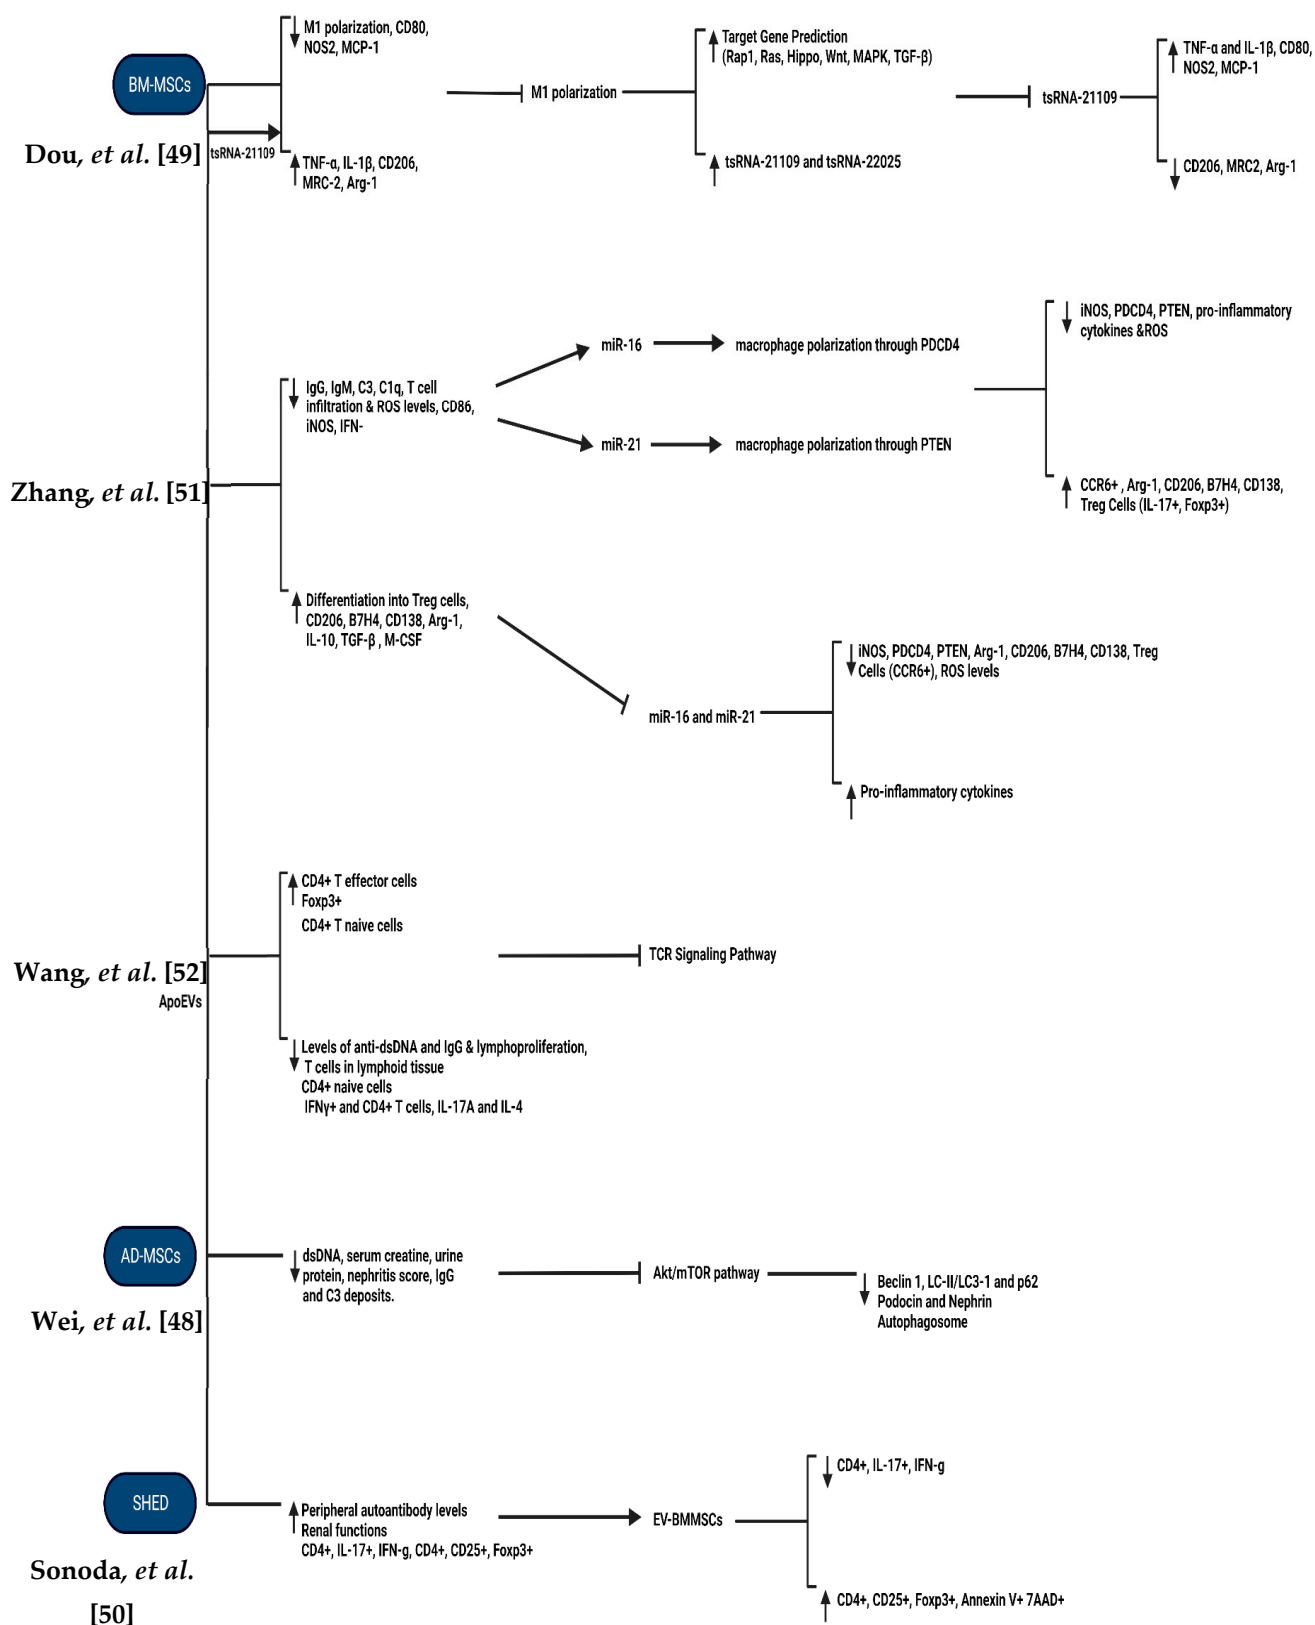 M1 polarization, CD80,
NOS2, MCP-1
BM-MSCs
Dou, et al. [49]
tsRNA-21109
TNF-α, IL-1β, CD206,
MRC-2, Arg-1
M1 polarization
Target Gene Prediction
(Rap1, Ras, Hippo, Wnt, MAPK, TGF-β)
tsRNA-21109 and tsRNA-22025
tsRNA-21109
TNF-α and IL-1β, CD80,
NOS2, MCP-1
CD206, MRC2, Arg-1
Zhang, et al. [51]
IgG, IgM, C3, C1q, T cell
infiltration & ROS levels, CD86,
iNOS, IFN-
miR-16
macrophage polarization through PDCD4
miR-21
macrophage polarization through PTEN
iNOS, PDCD4, PTEN, pro-inflammatory
cytokines &ROS
CCR6+ , Arg-1, CD206, B7H4, CD138,
Treg Cells (IL-17+, Foxp3+)
Differentiation into Treg cells,
CD206, B7H4, CD138, Arg-1,
IL-10, TGF-β , M-CSF
miR-16 and miR-21
iNOS, PDCD4, PTEN, Arg-1, CD206, B7H4, CD138, Treg
Cells (CCR6+), ROS levels
Pro-inflammatory cytokines
Wang, et al. [52]
ApoEVs
CD4+ T effector cells
Foxp3+
CD4+ T naive cells
TCR Signaling Pathway
Levels of anti-dsDNA and IgG & lymphoproliferation,
T cells in lymphoid tissue
CD4+ naive cells
IFNγ+ and CD4+ T cells, IL-17A and IL-4
AD-MSCs
Wei, et al. [48]
dsDNA, serum creatine, urine
protein, nephritis score, IgG
and C3 deposits.
Akt/mTOR pathway
Beclin 1, LC-II/LC3-1 and p62
Podocin and Nephrin
Autophagosome
SHED
Sonoda, et al.
[50]
Peripheral autoantibody levels
Renal functions
CD4+, IL-17+, IFN-g, CD4+, CD25+, Foxp3+
EV-BMMSCs
CD4+, IL-17+, IFN-g
CD4+, CD25+, Foxp3+, Annexin V+ 7AAD+